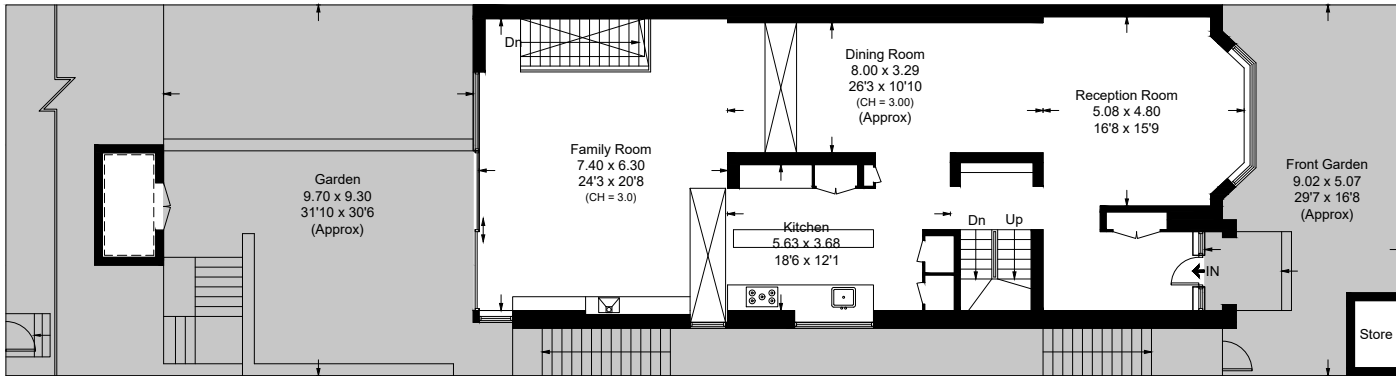 Dn
Dining Room
8.00 x 3.29
26'3 x 10'10
(CH = 3.00)
(Approx)
Reception Room
5.08 x 4.80
16'8 x 15'9
Family Room
7.40 x 6.30
24'3 x 20'8
(CH = 3.0)
Garden
9.70 x 9.30
31'10 x 30'6
(Approx)
Front Garden
9.02 x 5.07
29'7 x 16'8
(Approx)
Kitchen
5.63 x 3.68
18'6 x 12'1
Dn Up
IN
Store